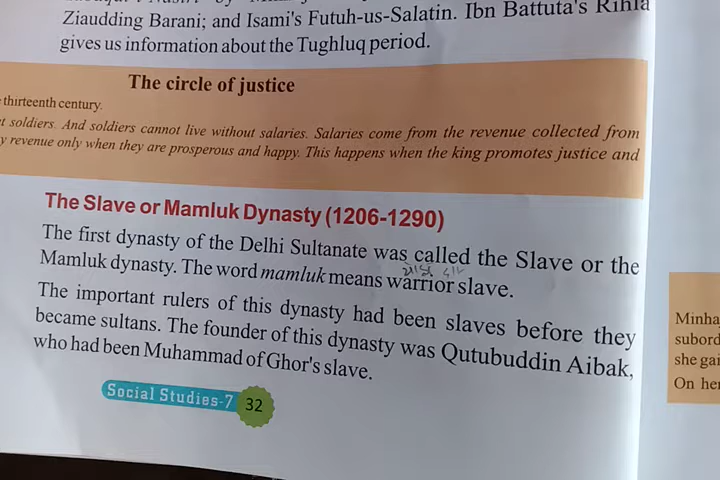 Ziaudding Barani; and Isami's Futuh-us-Salatin. Ibn Battuta's Rihla
gives us information about the Tughluq period.
The circle of justice
thirteenth century.
soldiers. And soldiers cannot live without salaries. Salaries come from the revenue collected from
revenue only when they are prosperous and happy. This happens when the king promotes justice and
The Slave or Mamluk Dynasty (1206-1290)
The first dynasty of the Delhi Sultanate was called the Slave or the
Mamluk dynasty. The word mamluk means warrior slave.
The important rulers of this dynasty had been slaves before they
became sultans. The founder of this dynasty was Qutubuddin Aibak,
who had been Muhammad of Ghor's slave.
Social Studies-7 32
Minha
subord
she gai
On her